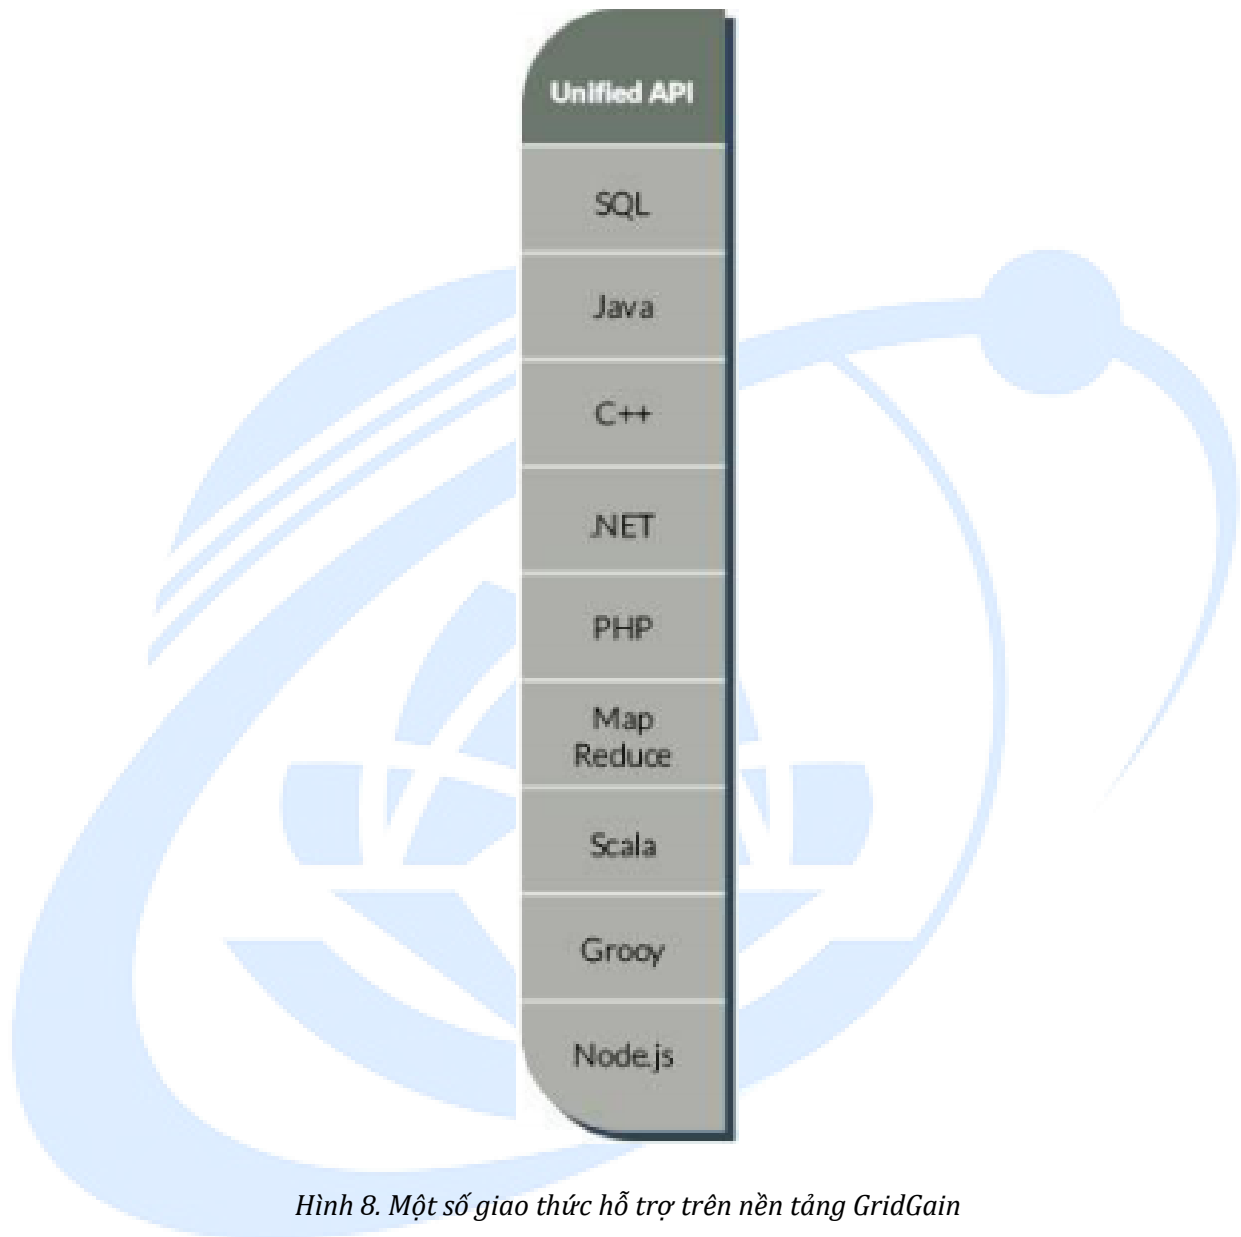 Unified API
SQL
Java
C++
.NET
PHP
Map
Reduce
Scala
Grooy
Node.js
Hình 8. Một số giao thức hỗ trợ trên nền tảng GridGain